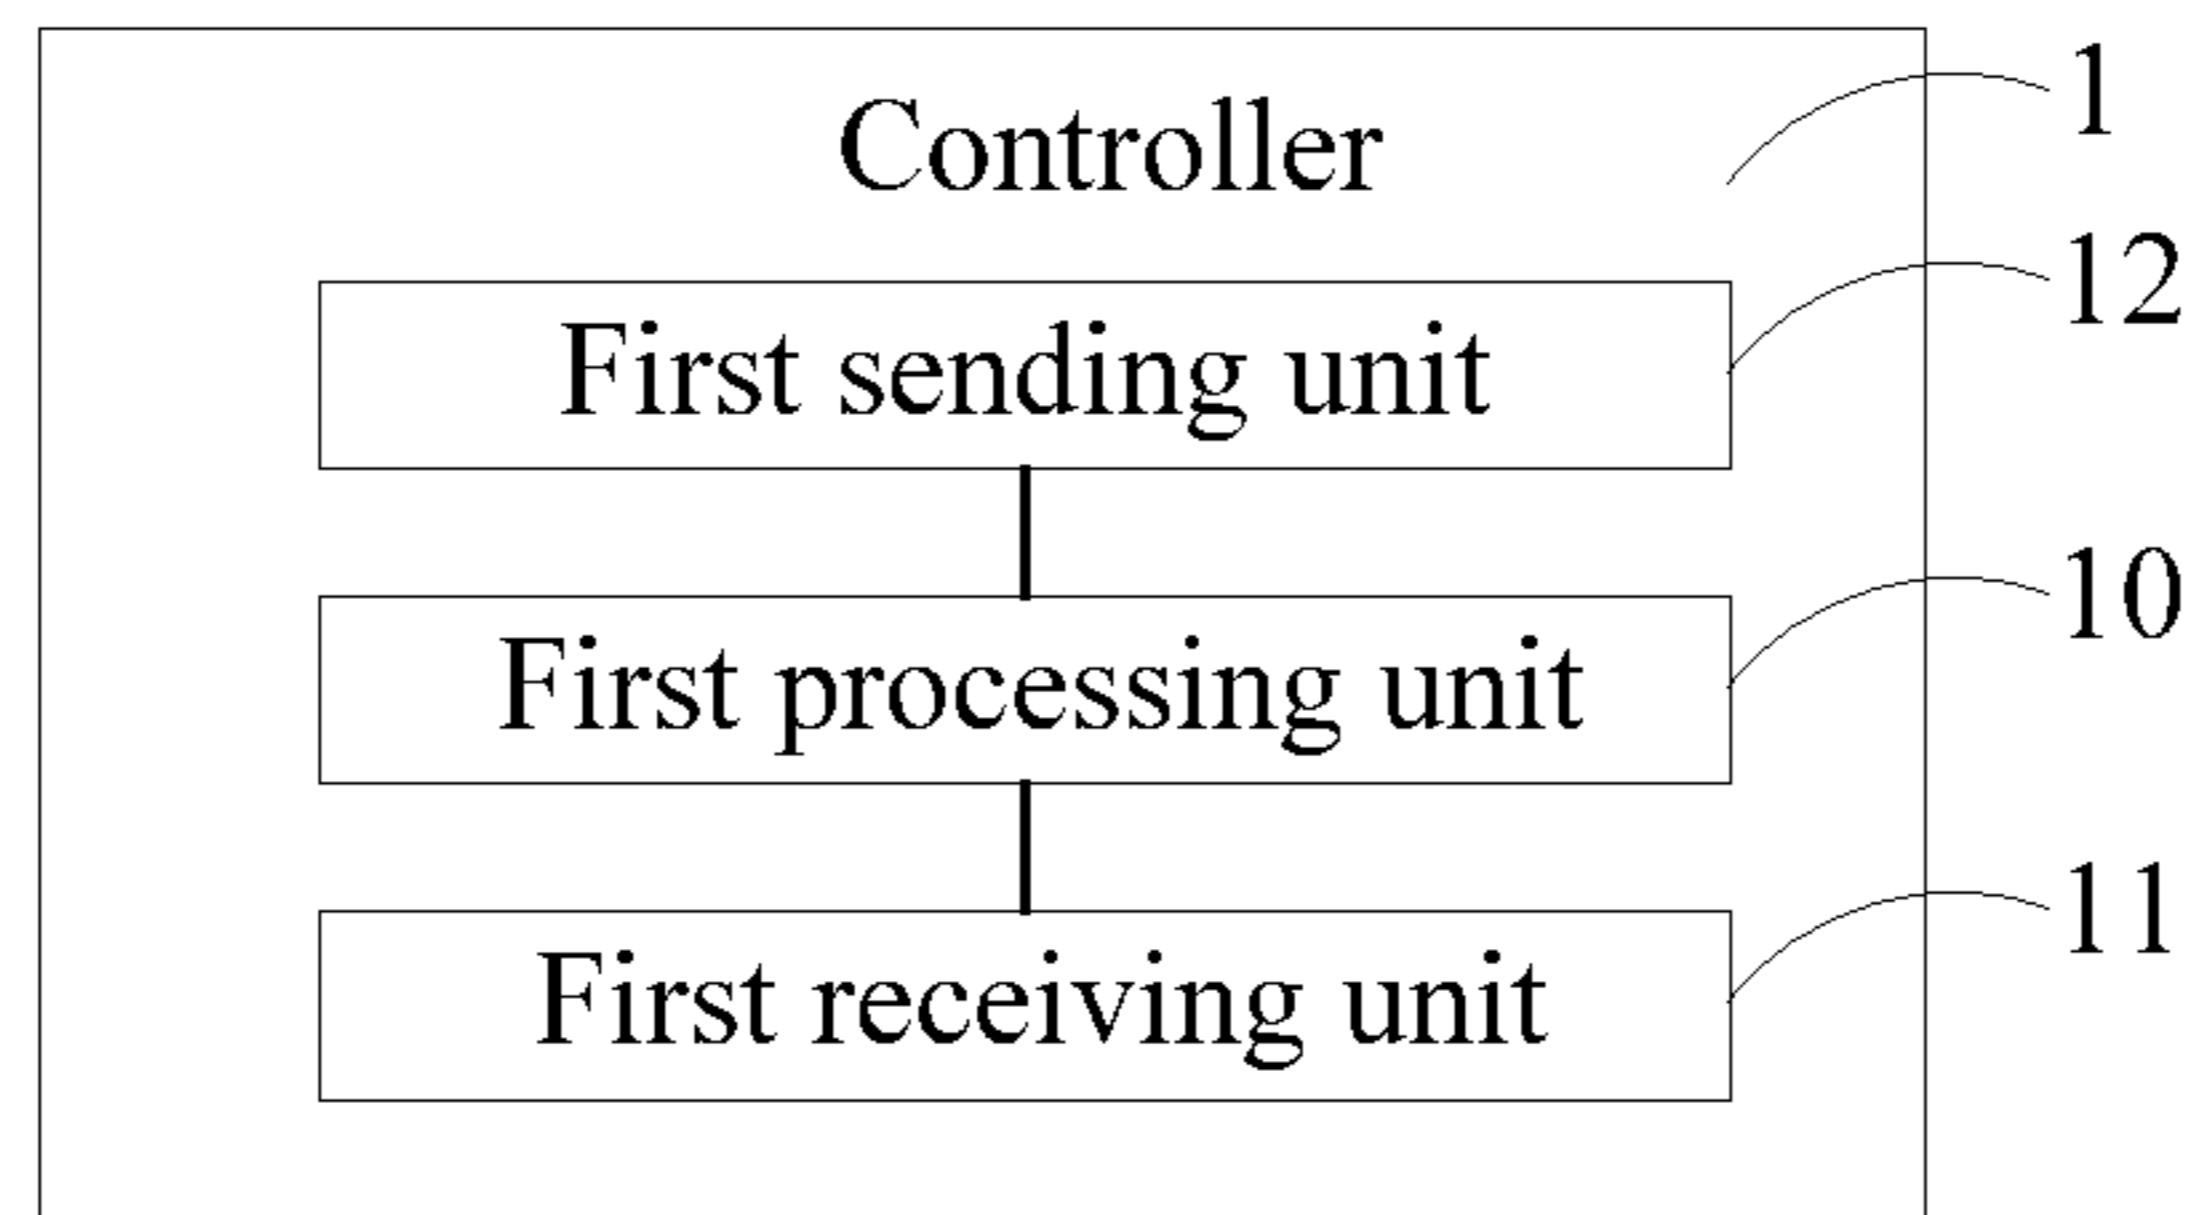 Controller
1
First sending unit
12
First processing unit
10
First receiving unit
11